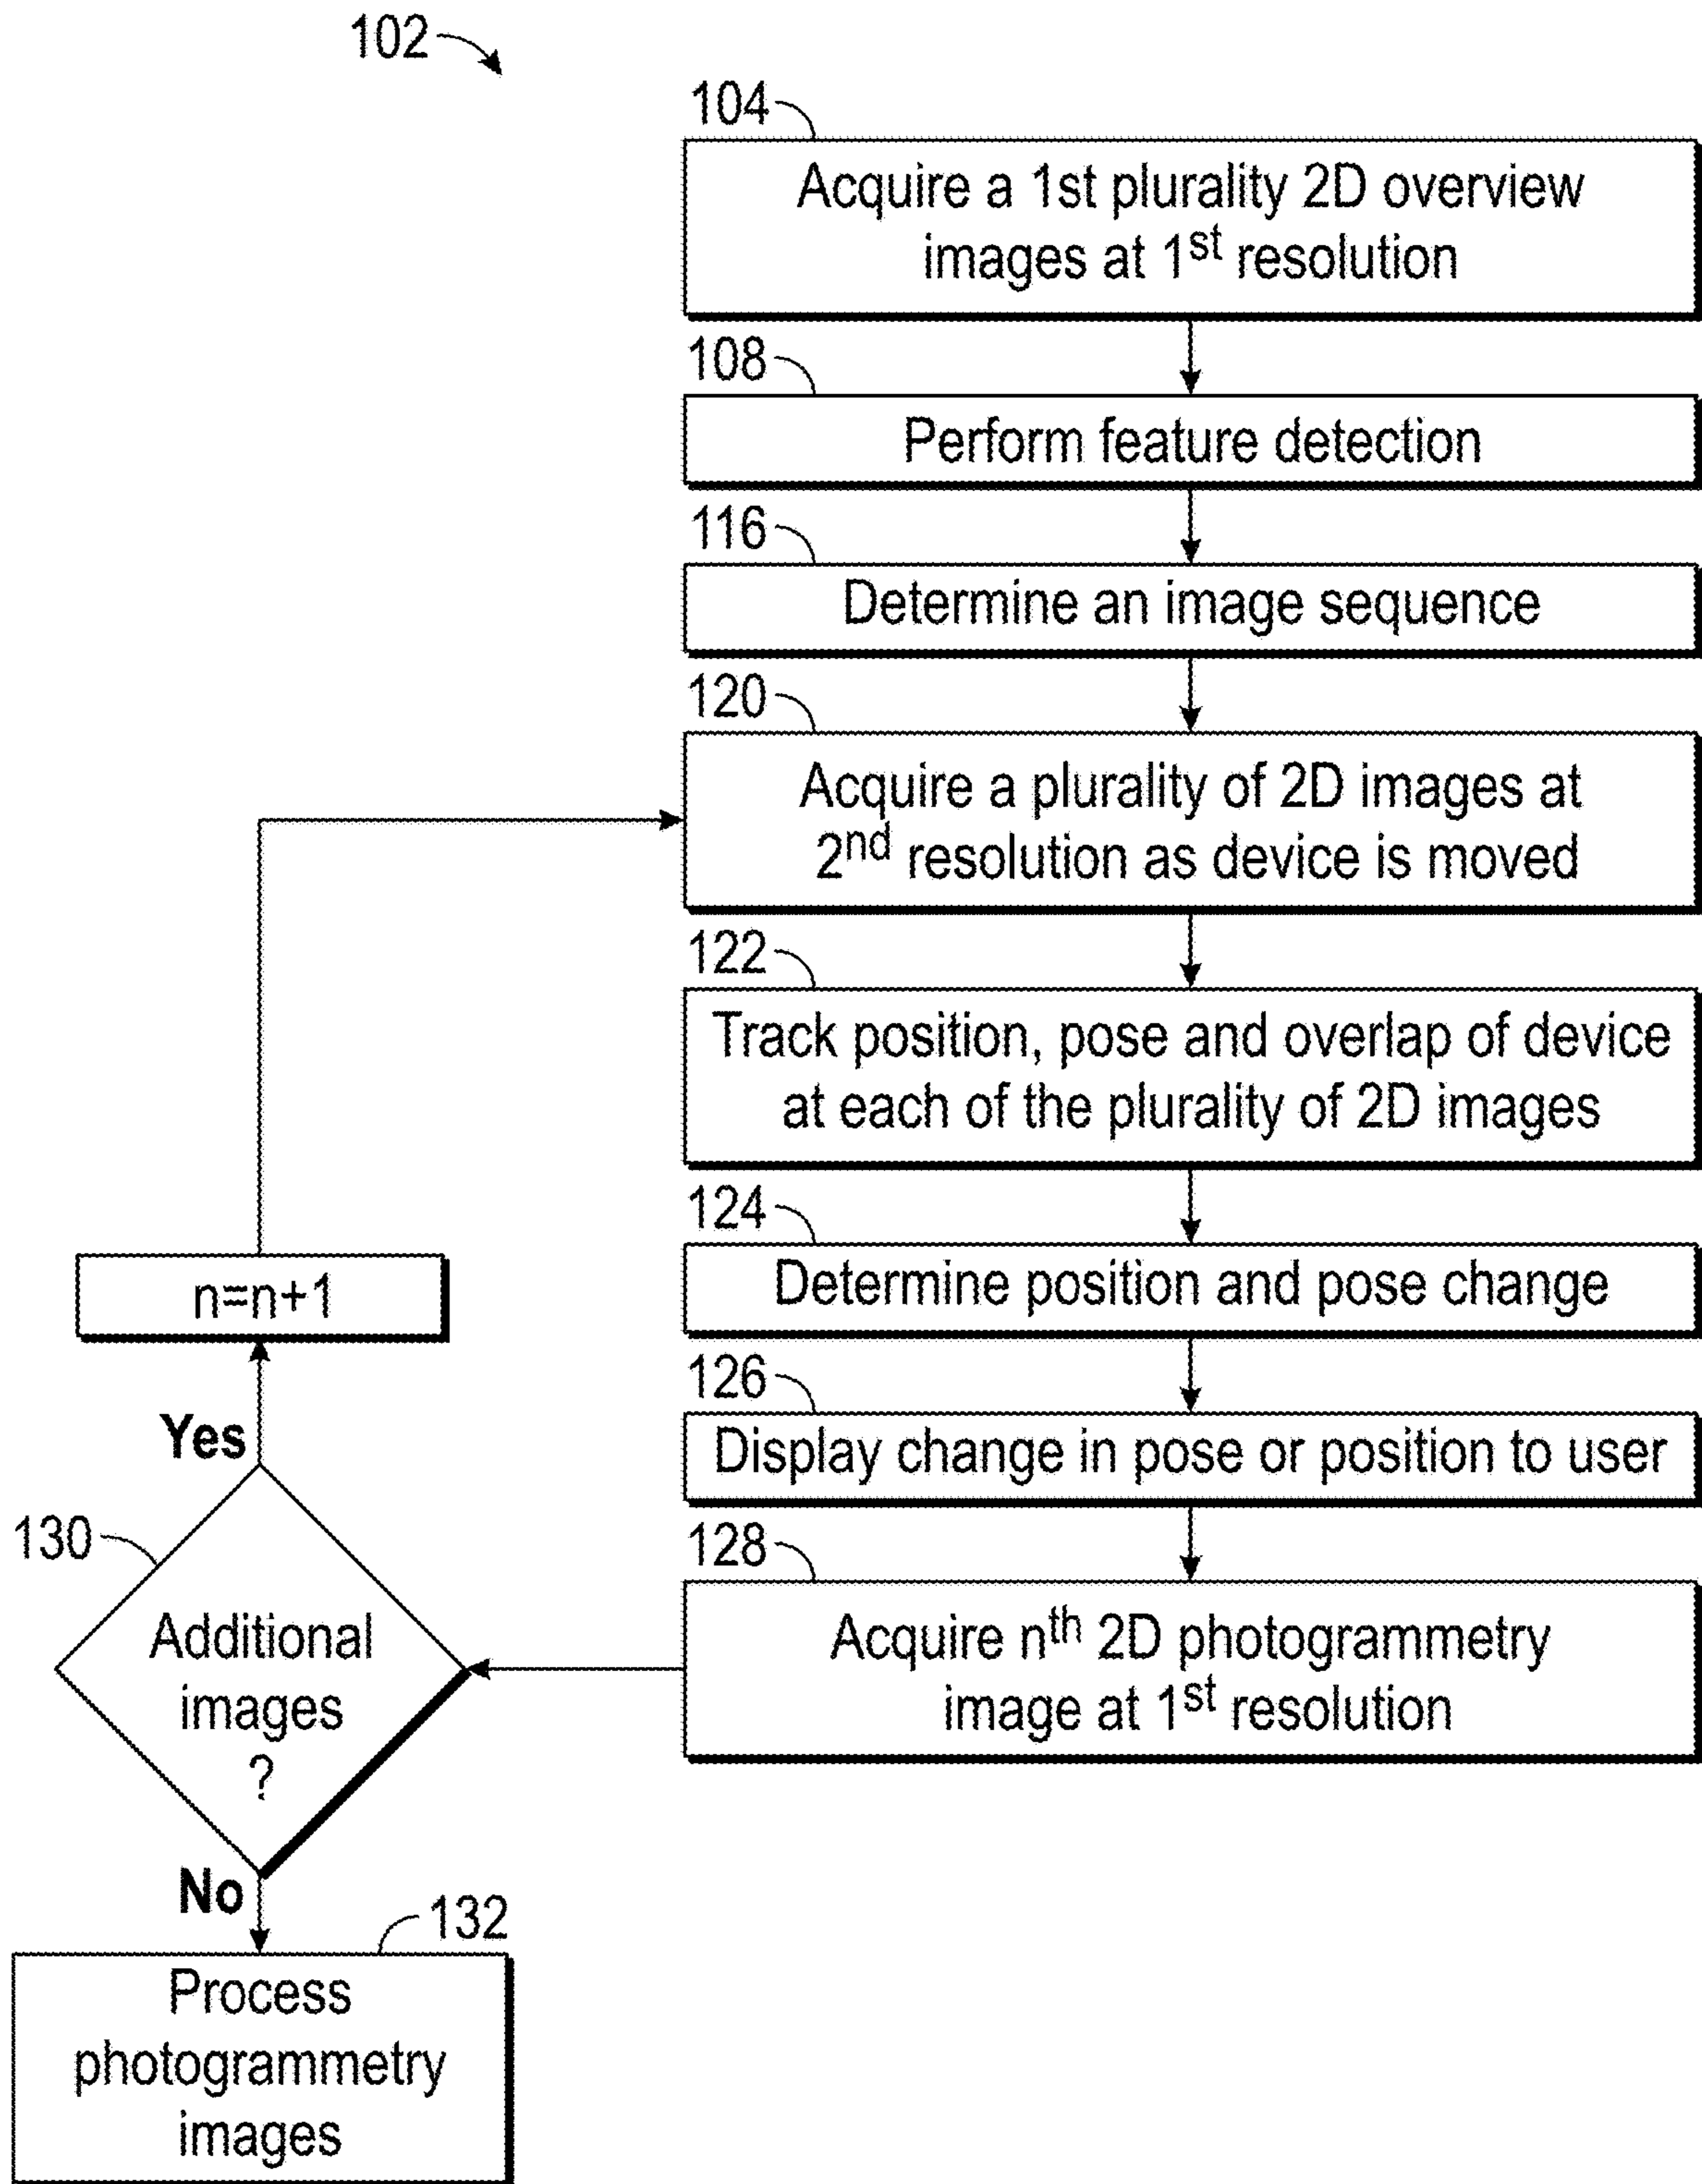 102
104
Acquire a 1st plurality 2D overview
images at 1st resolution
108
Perform feature detection
116
Determine an image sequence
120
Acquire a plurality of 2D images at
2nd resolution as device is moved
122
Track position, pose and overlap of device
at each of the plurality of 2D images
124
Determine position and pose change
n=n+1
126
Display change in pose or position to user
Yes
128
Acquire nth 2D photogrammetry
image at 1st resolution
130
Additional
images
?
No
132
Process
photogrammetry
images